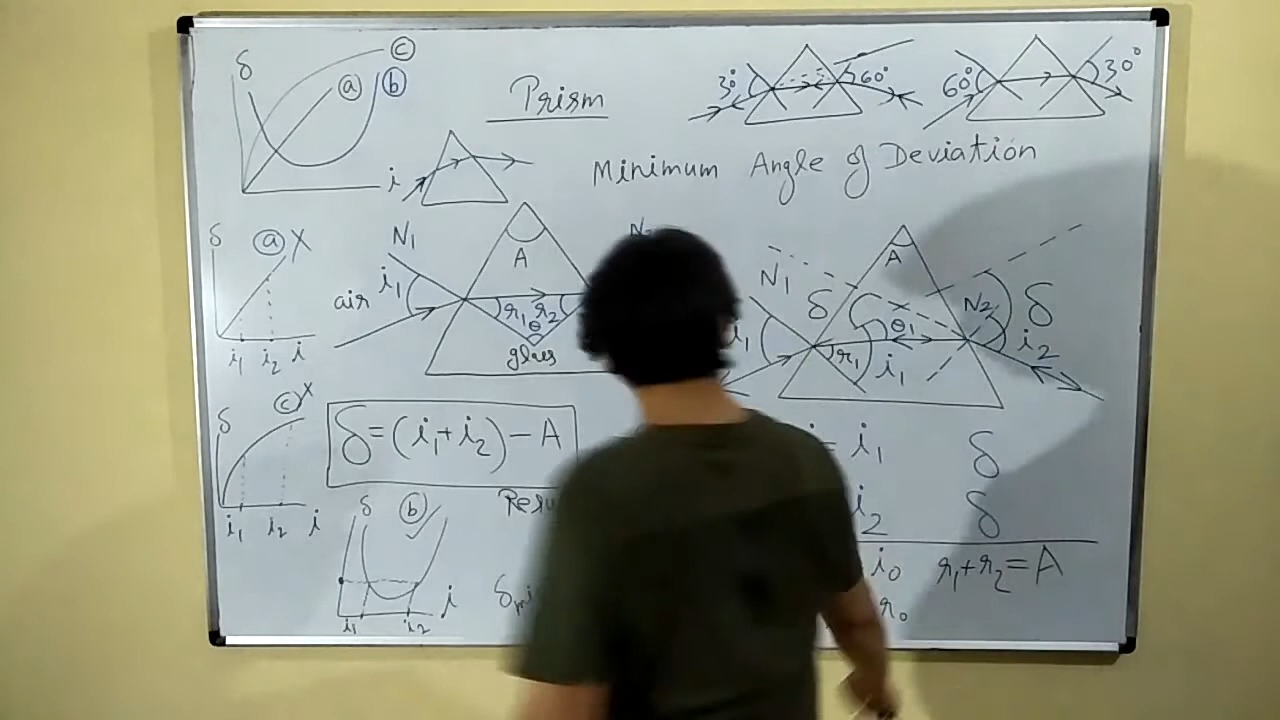 δ
ⓒ
ⓐ
ⓑ
i
Prism
30°
60°
60°
30°
Minimum Angle of Deviation
δ
ⓐ X
i₁ i₂ i
N₁
A
i₁
air
r₁ r₂
θ
glass
A
N₁
δ
N₂
δ
i₁
θ₁
r₁
i₁
i₂
δ
ⓒ X
i₁ i₂ i
δ=(i₁+i₂)−A
i₁ δ
i₂ δ
δ
ⓑ ✓
i₁ i₂ i
i₀ r₁+r₂=A
r₀